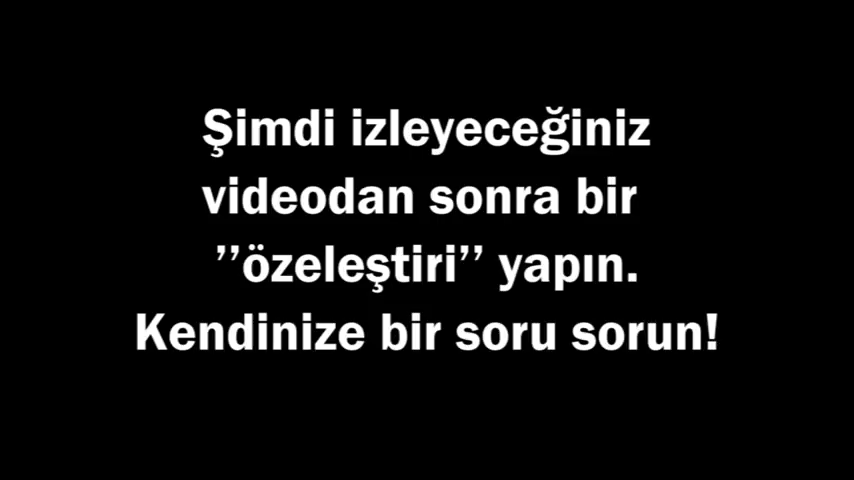 Şimdi izleyeceğiniz
videodan sonra bir
’’özeleştiri’’ yapın.
Kendinize bir soru sorun!